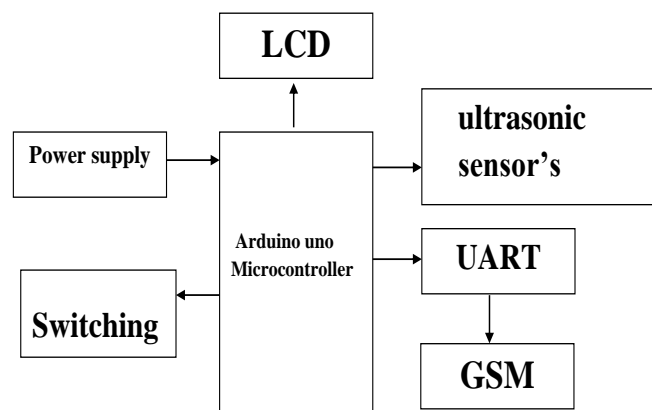 LCD
Power supply
ultrasonic
sensor's
Arduino uno
Microcontroller
UART
Switching
GSM